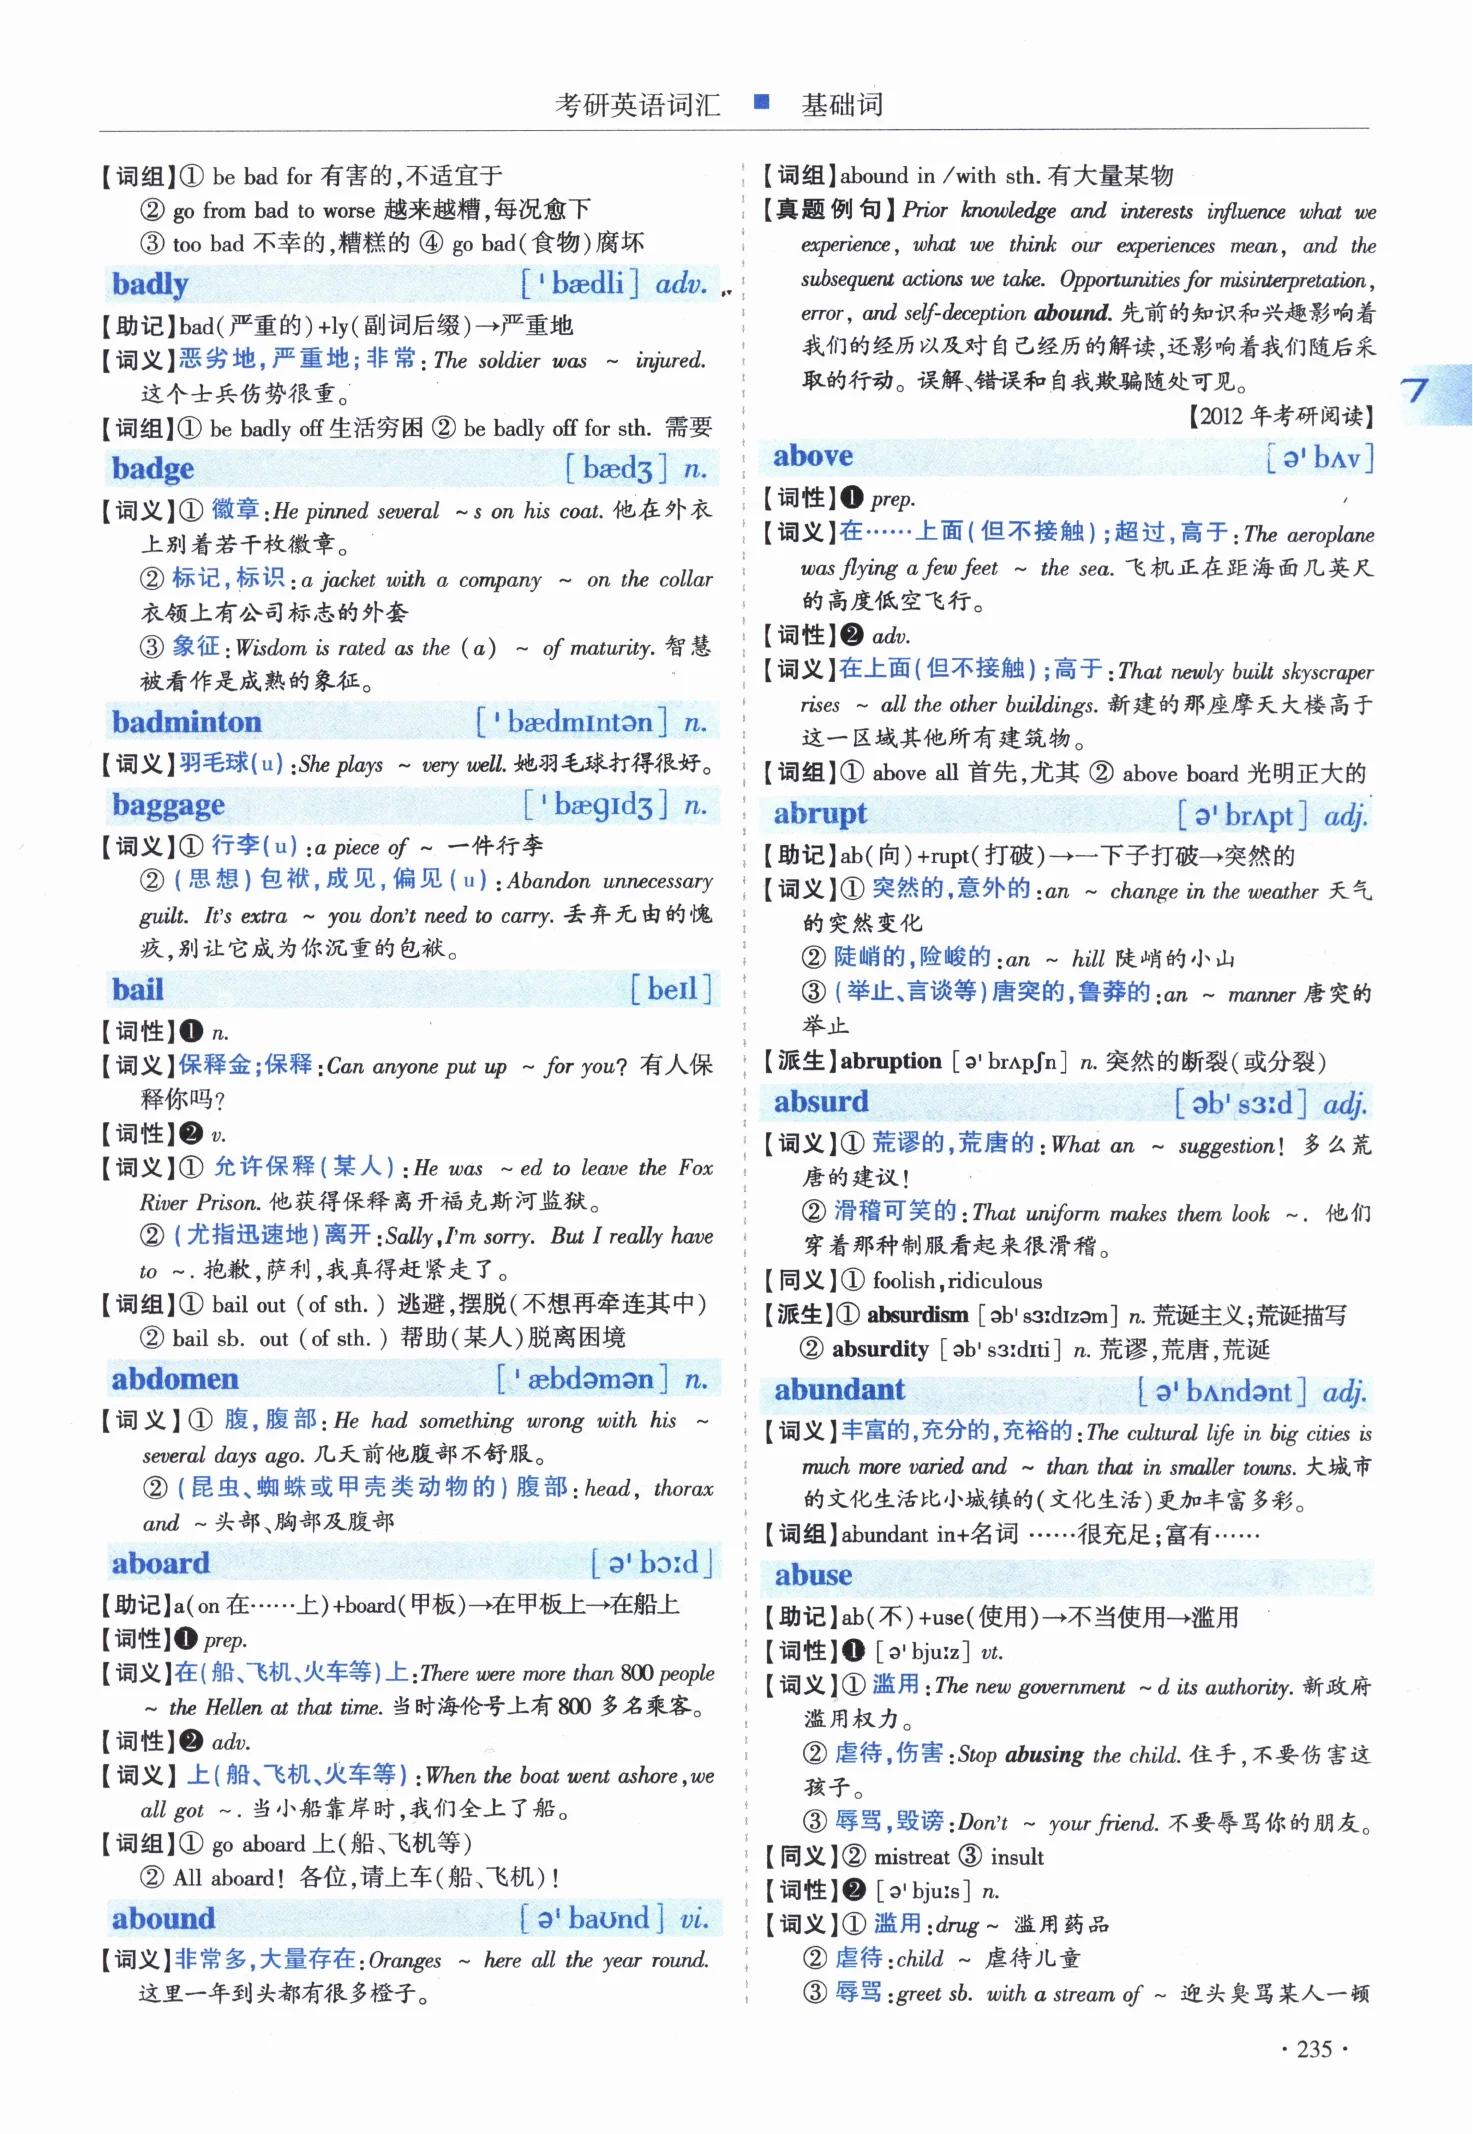 考研英语词汇 ■ 基础词
【词组】① be bad for 有害的,不适宜于
② go from bad to worse 越来越糟,每况愈下
③ too bad 不幸的,糟糕的 ④ go bad(食物)腐坏
badly ['bædli] adv.
【助记】bad(严重的)+ly(副词后缀)→严重地
【词义】恶劣地,严重地;非常:The soldier was ~ injured.
这个士兵伤势很重。
【词组】① be badly off 生活穷困 ② be badly off for sth. 需要
badge [bædʒ] n.
【词义】① 徽章:He pinned several ~s on his coat. 他在外衣
上别着若干枚徽章。
② 标记,标识:a jacket with a company ~ on the collar
衣领上有公司标志的外套
③ 象征:Wisdom is rated as the (a) ~ of maturity. 智慧
被看作是成熟的象征。
badminton ['bædmɪntən] n.
【词义】羽毛球(u):She plays ~ very well. 她羽毛球打得很好。
baggage ['bægɪdʒ] n.
【词义】① 行李(u):a piece of ~ 一件行李
② (思想)包袱,成见,偏见(u):Abandon unnecessary
guilt. It's extra ~ you don't need to carry. 丢弃无由的愧
疚,别让它成为你沉重的包袱。
bail [beɪl]
【词性】❶ n.
【词义】保释金;保释:Can anyone put up ~ for you? 有人保
释你吗?
【词性】❷ v.
【词义】① 允许保释(某人):He was ~ed to leave the Fox
River Prison. 他获得保释离开福克斯河监狱。
② (尤指迅速地)离开:Sally,I'm sorry. But I really have
to ~. 抱歉,萨利,我真得赶紧走了。
【词组】① bail out (of sth.) 逃避,摆脱(不想再牵连其中)
② bail sb. out (of sth.) 帮助(某人)脱离困境
abdomen ['æbdəmən] n.
【词义】① 腹,腹部:He had something wrong with his ~
several days ago. 几天前他腹部不舒服。
② (昆虫、蜘蛛或甲壳类动物的)腹部:head, thorax
and ~ 头部、胸部及腹部
aboard [ə'bɔːd]
【助记】a(on 在……上)+board(甲板)→在甲板上→在船上
【词性】❶ prep.
【词义】在(船、飞机、火车等)上:There were more than 800 people
~ the Hellen at that time. 当时海伦号上有 800 多名乘客。
【词性】❷ adv.
【词义】上(船、飞机、火车等):When the boat went ashore,we
all got ~. 当小船靠岸时,我们全上了船。
【词组】① go aboard 上(船、飞机等)
② All aboard! 各位,请上车(船、飞机)!
abound [ə'baʊnd] vi.
【词义】非常多,大量存在:Oranges ~ here all the year round.
这里一年到头都有很多橙子。
【词组】abound in /with sth. 有大量某物
【真题例句】Prior knowledge and interests influence what we
experience, what we think our experiences mean, and the
subsequent actions we take. Opportunities for misinterpretation,
error, and self-deception abound. 先前的知识和兴趣影响着
我们的经历以及对自己经历的解读,还影响着我们随后采
取的行动。误解、错误和自我欺骗随处可见。
【2012 年考研阅读】
7
above [ə'bʌv]
【词性】❶ prep.
【词义】在……上面(但不接触);超过,高于:The aeroplane
was flying a few feet ~ the sea. 飞机正在距海面几英尺
的高度低空飞行。
【词性】❷ adv.
【词义】在上面(但不接触);高于:That newly built skyscraper
rises ~ all the other buildings. 新建的那座摩天大楼高于
这一区域其他所有建筑物。
【词组】① above all 首先,尤其 ② above board 光明正大的
abrupt [ə'brʌpt] adj.
【助记】ab(向)+rupt(打破)→一下子打破→突然的
【词义】① 突然的,意外的:an ~ change in the weather 天气
的突然变化
② 陡峭的,险峻的:an ~ hill 陡峭的小山
③ (举止、言谈等)唐突的,鲁莽的:an ~ manner 唐突的
举止
【派生】abruption [ə'brʌpʃn] n. 突然的断裂(或分裂)
absurd [əb'sɜːd] adj.
【词义】① 荒谬的,荒唐的:What an ~ suggestion! 多么荒
唐的建议!
② 滑稽可笑的:That uniform makes them look ~. 他们
穿着那种制服看起来很滑稽。
【同义】① foolish,ridiculous
【派生】① absurdism [əb'sɜːdɪzəm] n. 荒诞主义;荒诞描写
② absurdity [əb'sɜːdɪti] n. 荒谬,荒唐,荒诞
abundant [ə'bʌndənt] adj.
【词义】丰富的,充分的,充裕的:The cultural life in big cities is
much more varied and ~ than that in smaller towns. 大城市
的文化生活比小城镇的(文化生活)更加丰富多彩。
【词组】abundant in+名词 ……很充足;富有……
abuse
【助记】ab(不)+use(使用)→不当使用→滥用
【词性】❶ [ə'bjuːz] vt.
【词义】① 滥用:The new government ~d its authority. 新政府
滥用权力。
② 虐待,伤害:Stop abusing the child. 住手,不要伤害这
孩子。
③ 辱骂,毁谤:Don't ~ your friend. 不要辱骂你的朋友。
【同义】② mistreat ③ insult
【词性】❷ [ə'bjuːs] n.
【词义】① 滥用:drug ~ 滥用药品
② 虐待:child ~ 虐待儿童
③ 辱骂:greet sb. with a stream of ~ 迎头臭骂某人一顿
·235·